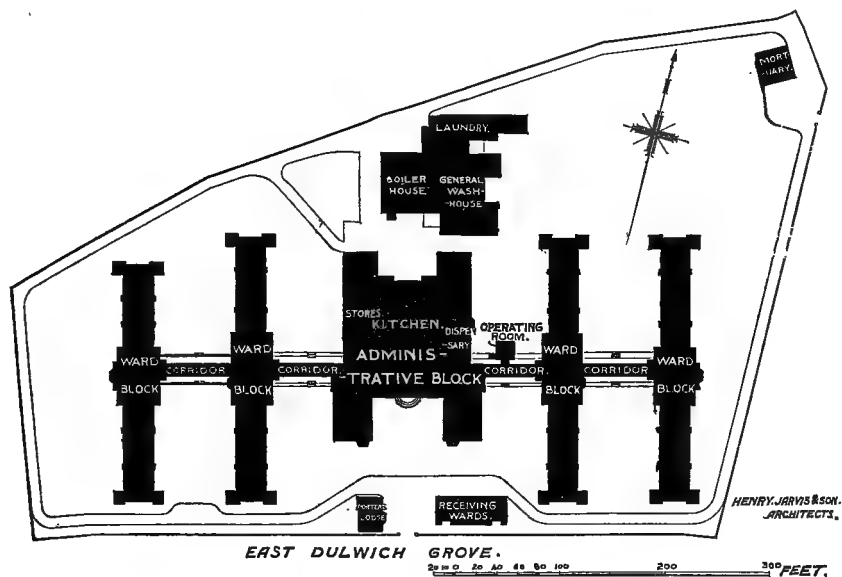 MORT-
UARY.
LAUNDRY.
BOILER
HOUSE.
GENERAL
WASH-
-HOUSE
STORES.
KITCHEN.
DISPEN
SARY
OPERATING
ROOM.
ADMINIS-
-TRATIVE BLOCK
WARD
BLOCK
CORRIDOR
WARD
BLOCK
CORRIDOR.
CORRIDOR.
WARD
BLOCK
CORRIDOR
WARD
BLOCK
PORTERS
LODGE
RECEIVING
WARDS.
HENRY. JARVIS & SON.
ARCHITECTS.
EAST DULWICH GROVE.
20 10 0 20 40 60 80 100 200 300 FEET.